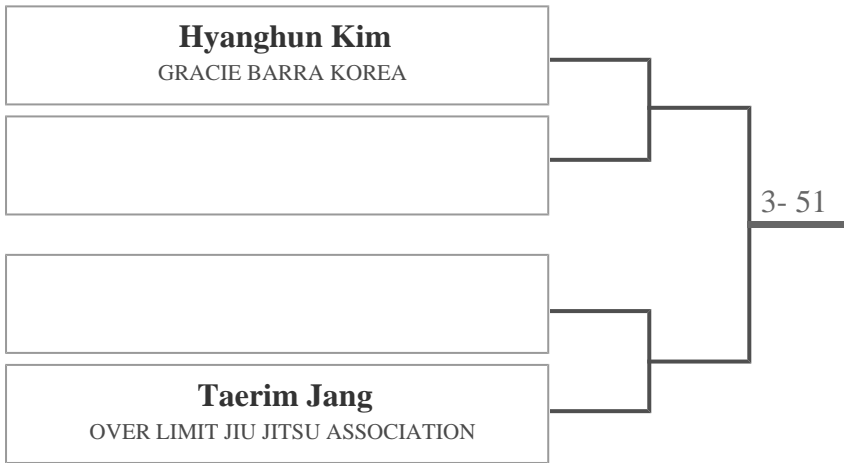 Hyanghun Kim
GRACIE BARRA KOREA
3- 51
Taerim Jang
OVER LIMIT JIU JITSU ASSOCIATION